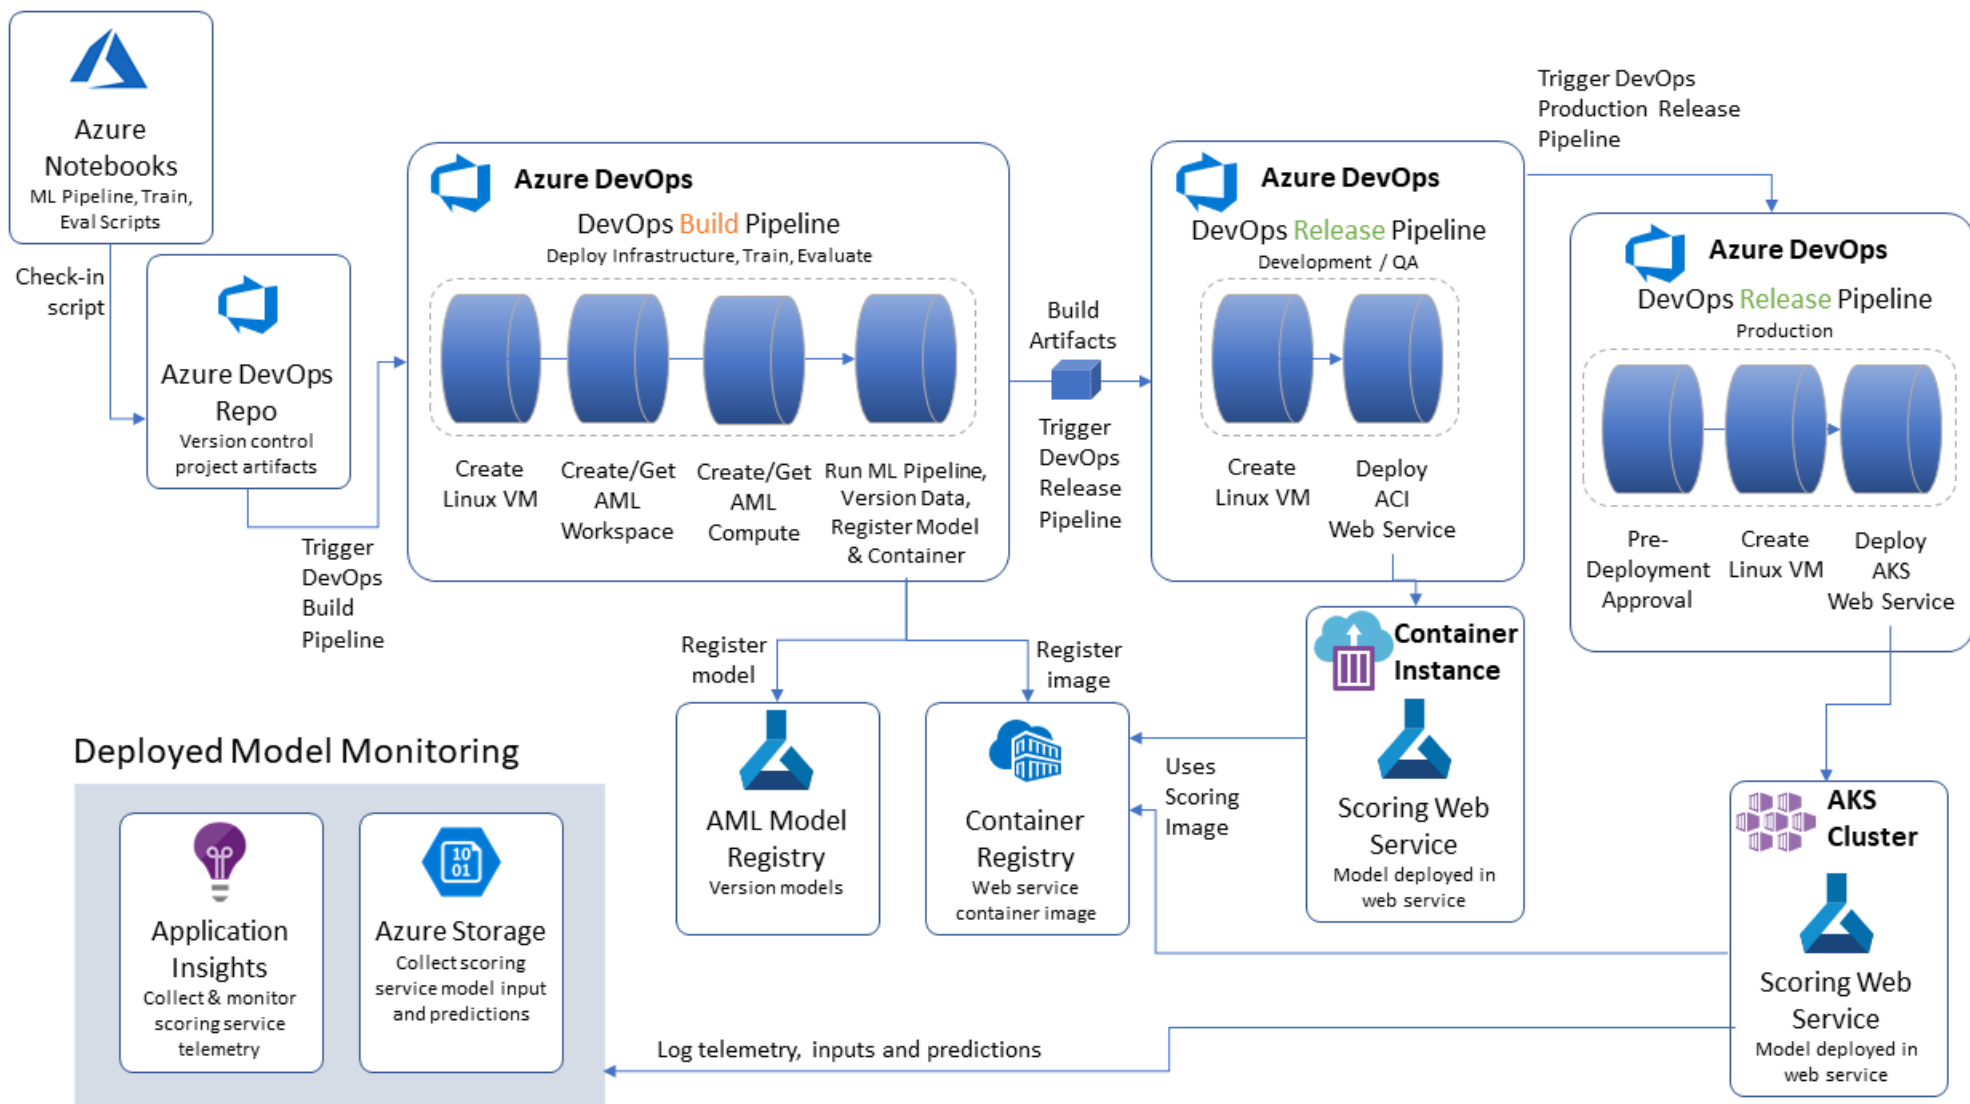 Azure
Notebooks
ML Pipeline, Train,
Eval Scripts
Check-in
script
Azure DevOps
Repo
Version control
project artifacts
Trigger
DevOps
Build
Pipeline
Azure DevOps
DevOps Build Pipeline
Deploy Infrastructure, Train, Evaluate
Create
Linux VM
Create/Get
AML
Workspace
Create/Get
AML
Compute
Run ML Pipeline,
Version Data,
Register Model
& Container
Build
Artifacts
Trigger
DevOps
Release
Pipeline
Azure DevOps
DevOps Release Pipeline
Development / QA
Create
Linux VM
Deploy
ACI
Web Service
Trigger DevOps
Production Release
Pipeline
Azure DevOps
DevOps Release Pipeline
Production
Pre-
Deployment
Approval
Create
Linux VM
Deploy
AKS
Web Service
Register
model
Register
image
AML Model
Registry
Version models
Container
Registry
Web service
container image
Uses
Scoring
Image
Container
Instance
Scoring Web
Service
Model deployed in
web service
AKS
Cluster
Scoring Web
Service
Model deployed in
web service
Deployed Model Monitoring
Application
Insights
Collect & monitor
scoring service
telemetry
10
01
Azure Storage
Collect scoring
service model input
and predictions
Log telemetry, inputs and predictions